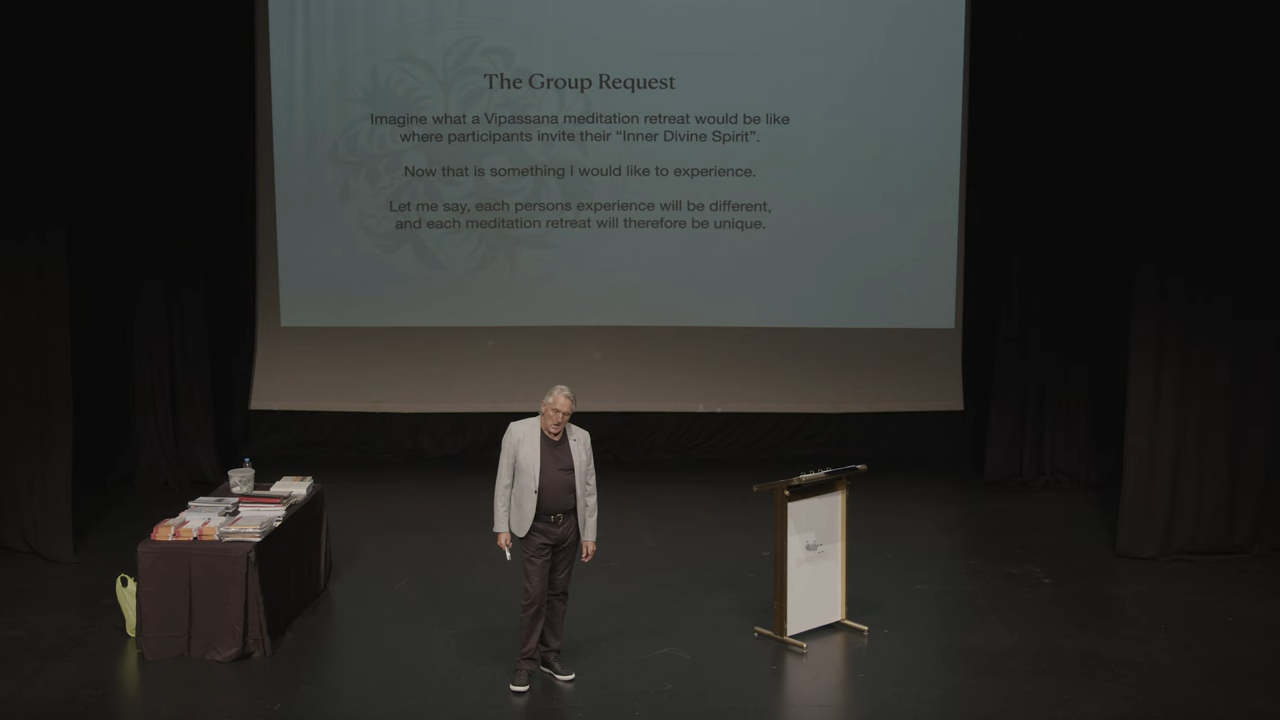 The Group Request
Imagine what a Vipassana meditation retreat would be like
where participants invite their “Inner Divine Spirit”.
Now that is something I would like to experience.
Let me say, each persons experience will be different,
and each meditation retreat will therefore be unique.